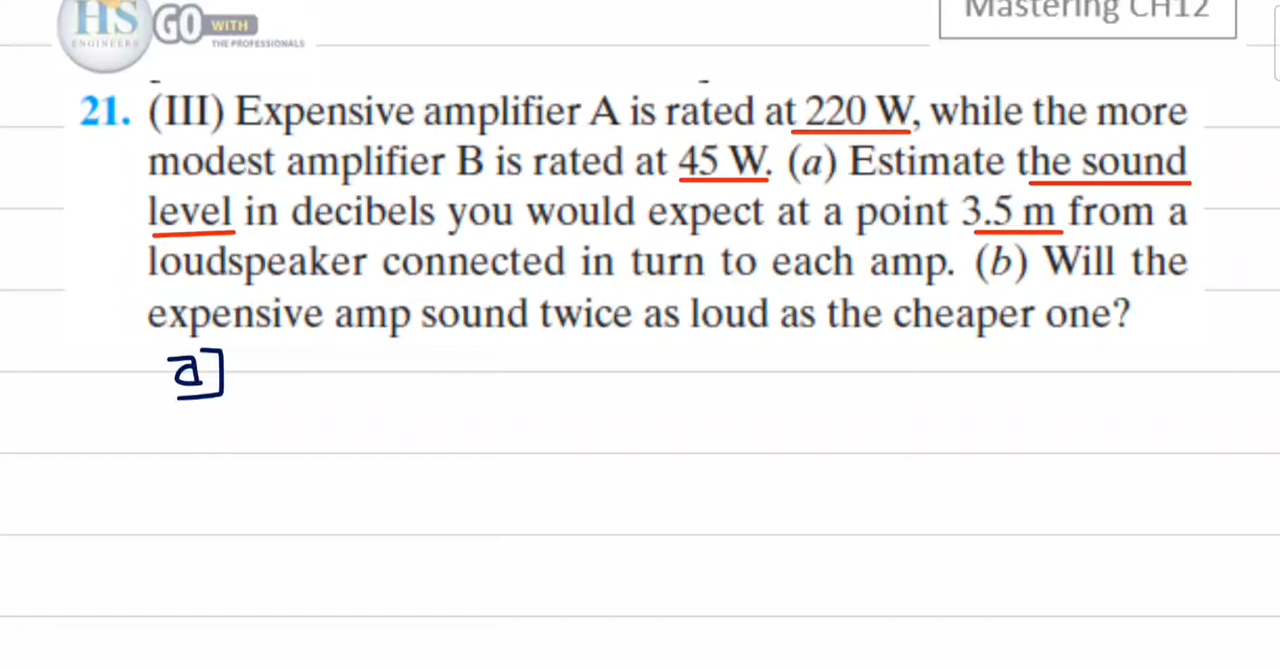 HS
ENGINEERS
GO WITH
THE PROFESSIONALS
Mastering CH12
21. (III) Expensive amplifier A is rated at 220 W, while the more
modest amplifier B is rated at 45 W. (a) Estimate the sound
level in decibels you would expect at a point 3.5 m from a
loudspeaker connected in turn to each amp. (b) Will the
expensive amp sound twice as loud as the cheaper one?
a]